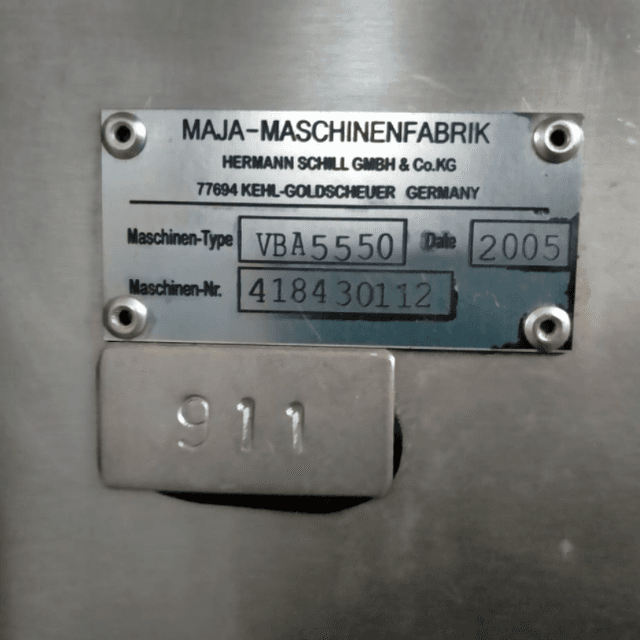 MAJA-MASCHINENFABRIK
HERMANN SCHILL GMBH & Co.KG
77694 KEHL-GOLDSCHEUER GERMANY
Maschinen-Type VBA5550 Date 2005
Maschinen-Nr. 418430112
911